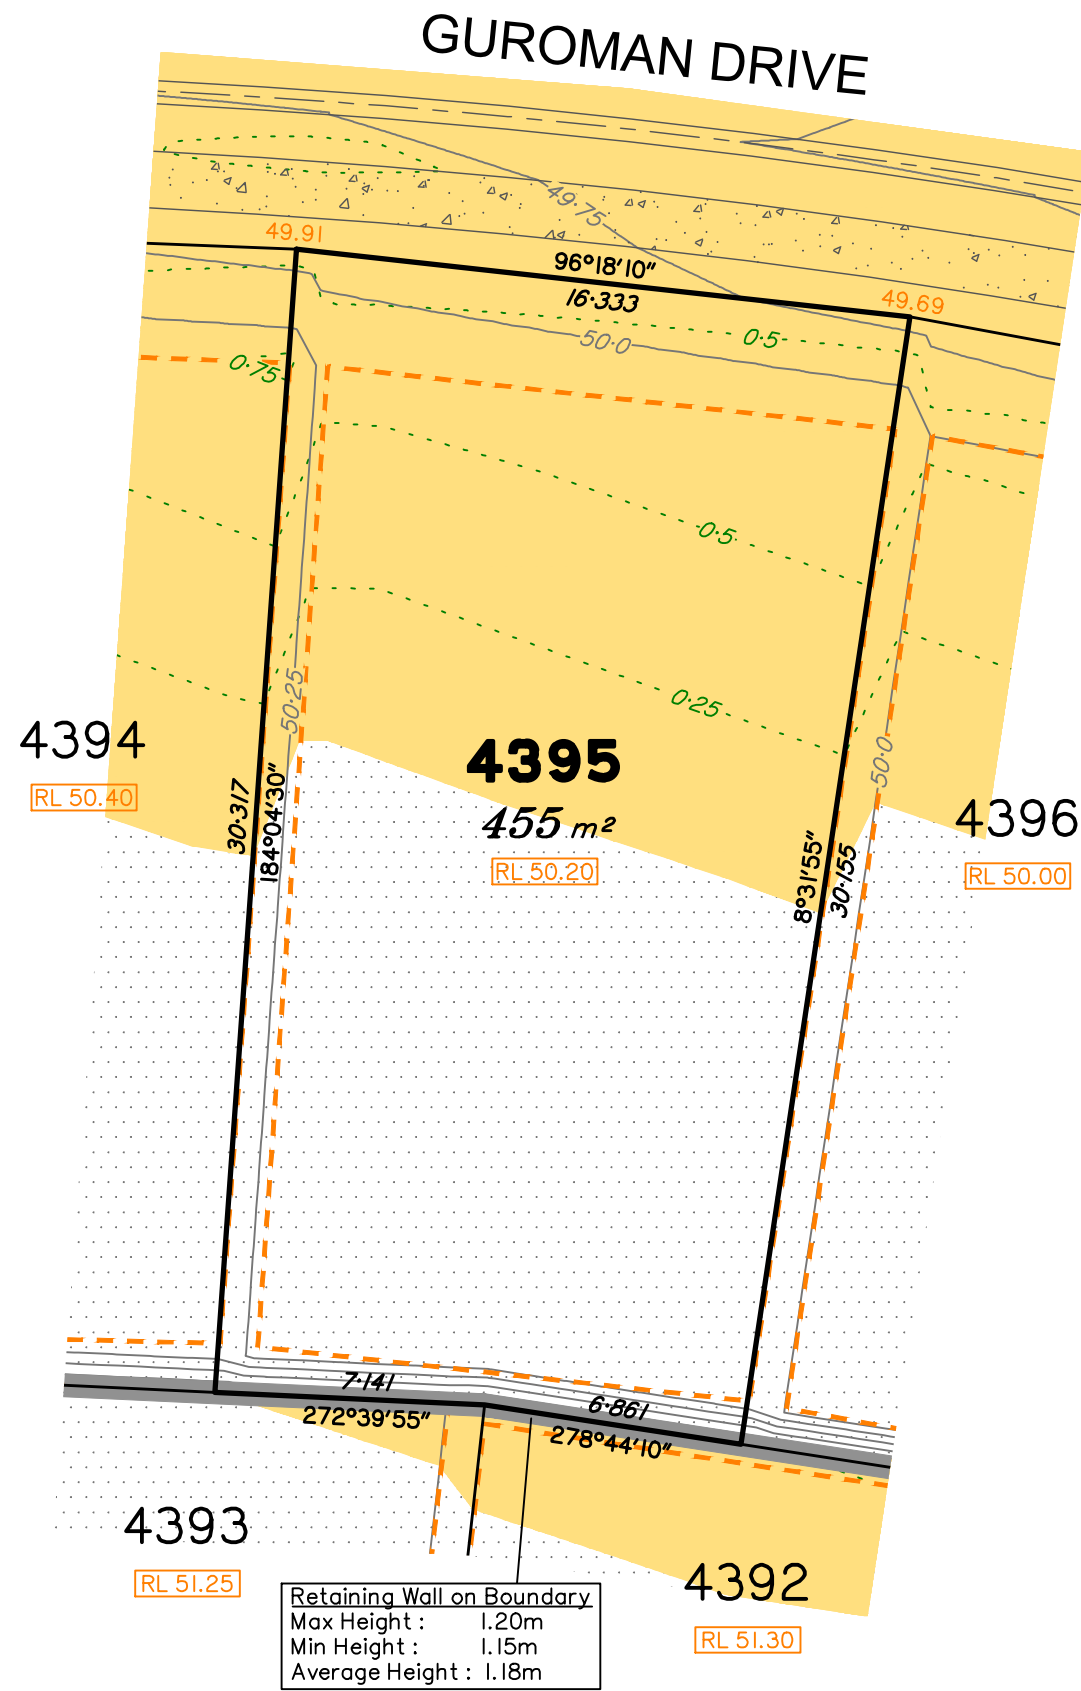 GUROMAN DRIVE
49.75
49.91
96°18'10"
16·333
49.69
50·0
0·5
0·75
0·5
50·25
0·25
4394
RL 50.40
4395
455 m²
RL 50.20
50·0
4396
RL 50.00
30·317
184°04'30"
8°31'55"
30·155
7·141
272°39'55"
6·861
278°44'10"
4393
RL 51.25
4392
RL 51.30
Retaining Wall on Boundary
Max Height : 1.20m
Min Height : 1.15m
Average Height : 1.18m